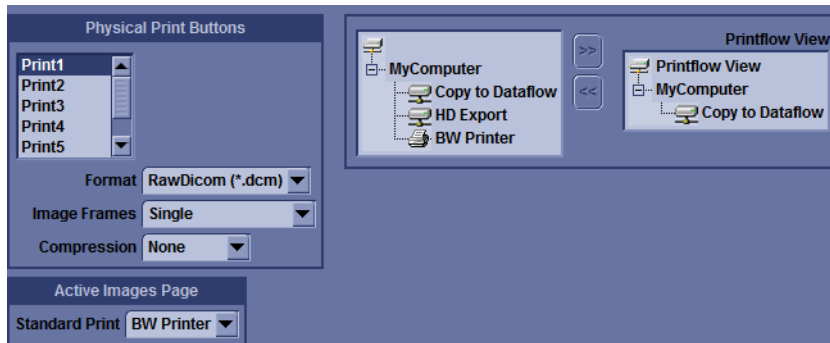 Physical Print Buttons
Print1
Print2
Print3
Print4
Print5
Format RawDicom (*.dcm)
Image Frames Single
Compression None
Active Images Page
Standard Print BW Printer
MyComputer
Copy to Dataflow
HD Export
BW Printer
>>
<<
Printflow View
Printflow View
MyComputer
Copy to Dataflow